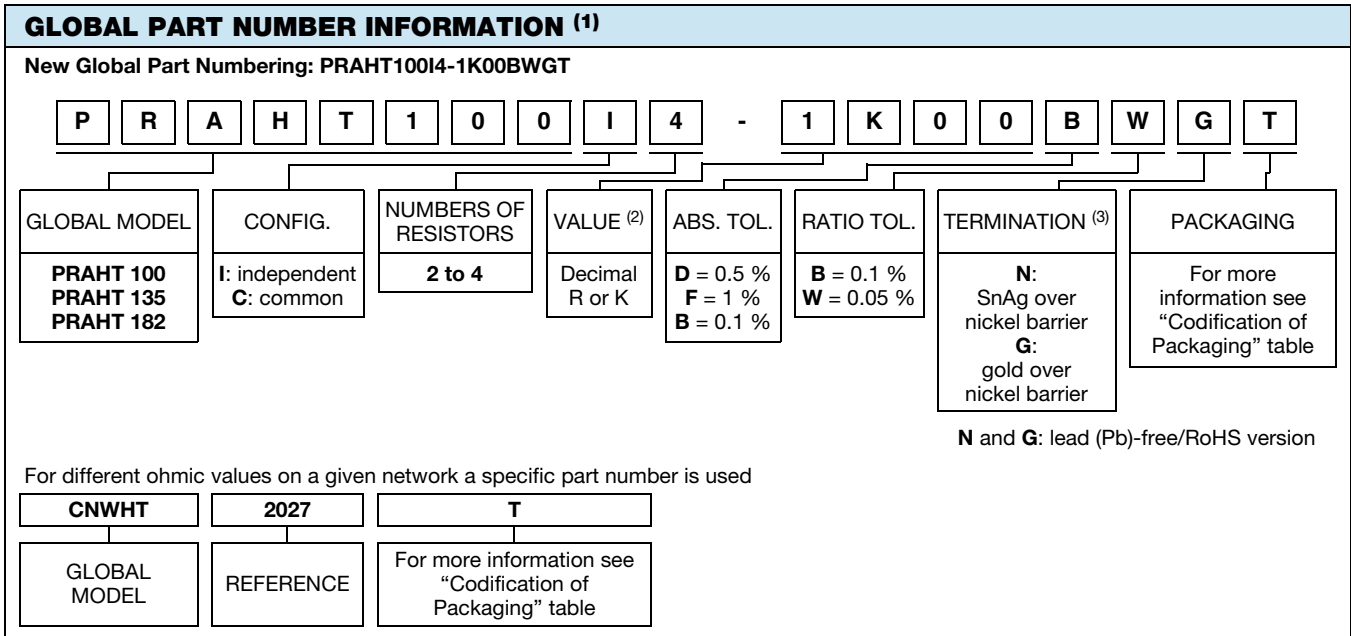 GLOBAL PART NUMBER INFORMATION (1)
New Global Part Numbering: PRAHT100I4-1K00BWGT
P R A H T 1 0 0 I 4 - 1 K 0 0 B W G T
GLOBAL MODEL
PRAHT 100
PRAHT 135
PRAHT 182
CONFIG.
I: independent
C: common
NUMBERS OF
RESISTORS
2 to 4
VALUE (2)
Decimal
R or K
ABS. TOL.
D = 0.5 %
F = 1 %
B = 0.1 %
RATIO TOL.
B = 0.1 %
W = 0.05 %
TERMINATION (3)
N:
SnAg over
nickel barrier
G:
gold over
nickel barrier
PACKAGING
For more
information see
“Codification of
Packaging” table
N and G: lead (Pb)-free/RoHS version
For different ohmic values on a given network a specific part number is used
CNWHT
2027
T
GLOBAL
MODEL
REFERENCE
For more information see
“Codification of
Packaging” table